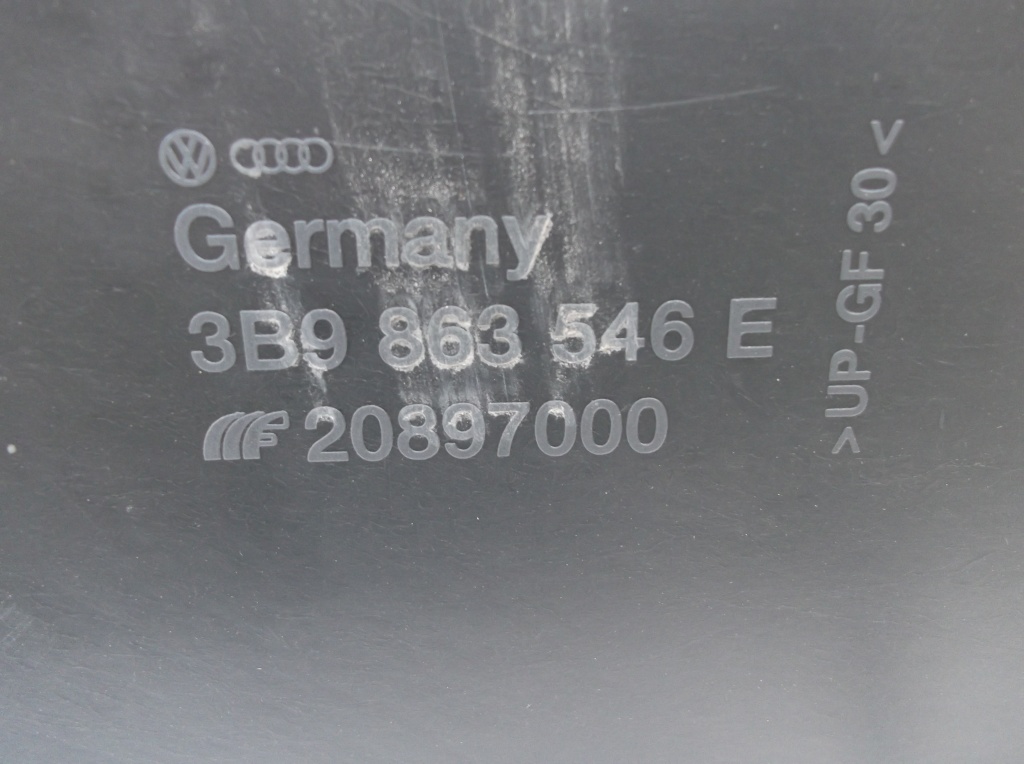 Germany
3B9 863 546 E
20897000
>UP-GF 30<